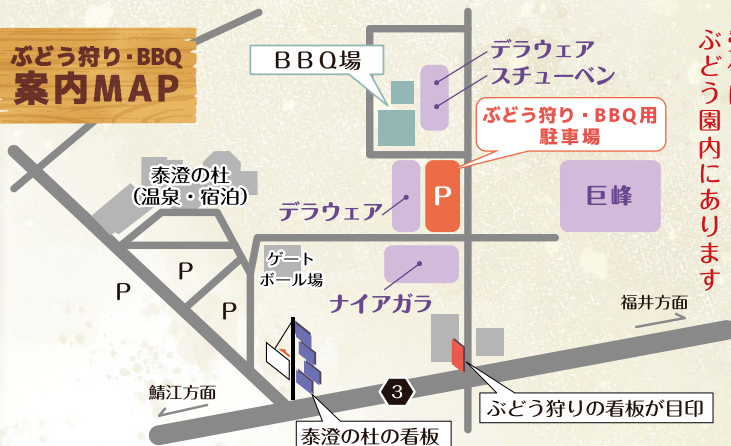 ぶどう狩り・BBQ
案内MAP
BBQ場
デラウェア
スチューベン
ぶどう狩り・BBQ用
駐車場
P
デラウェア
巨峰
ぶどう園内にあります
泰澄の杜
（温泉・宿泊）
P
P
P
ゲート
ボール場
ナイアガラ
福井方面
鯖江方面
3
ぶどう狩りの看板が目印
泰澄の杜の看板